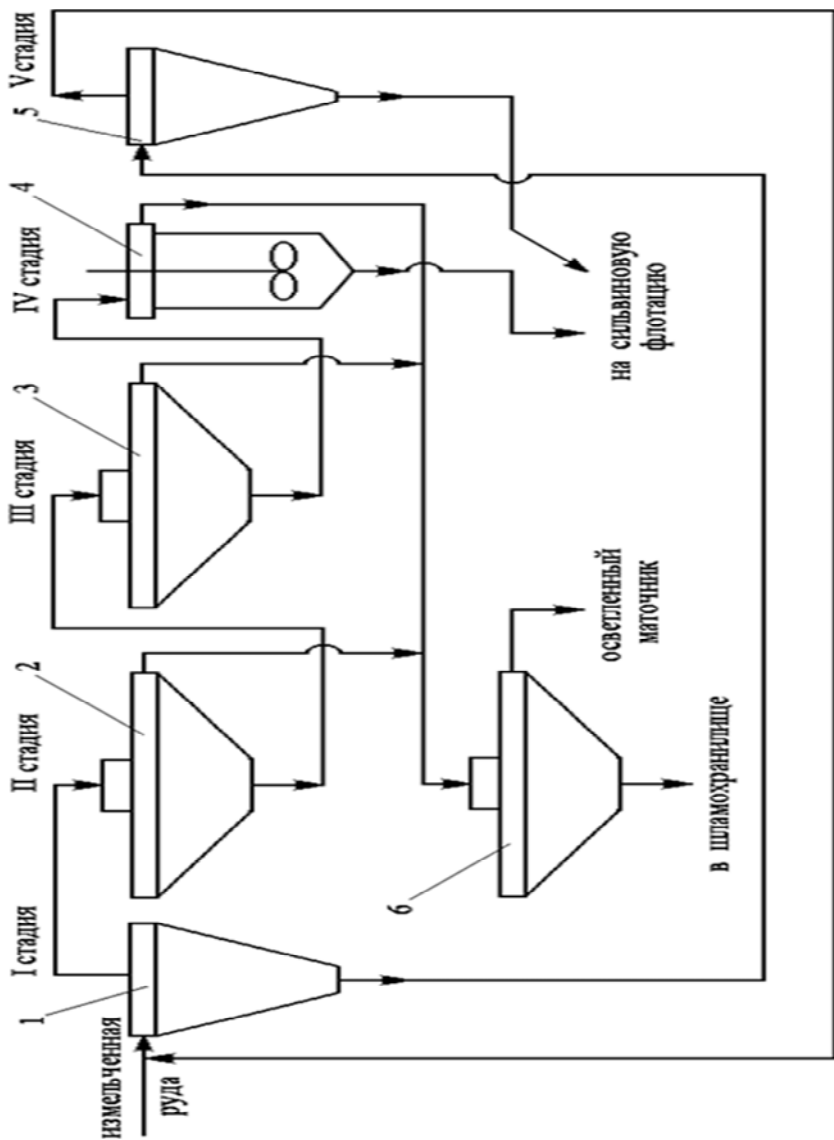 I стадия
II стадия
III стадия
IV стадия
V стадия
1
2
3
4
5
измельченная
руда
6
осветленный
маточник
на сильвиновую
флотацию
в шламохранилище